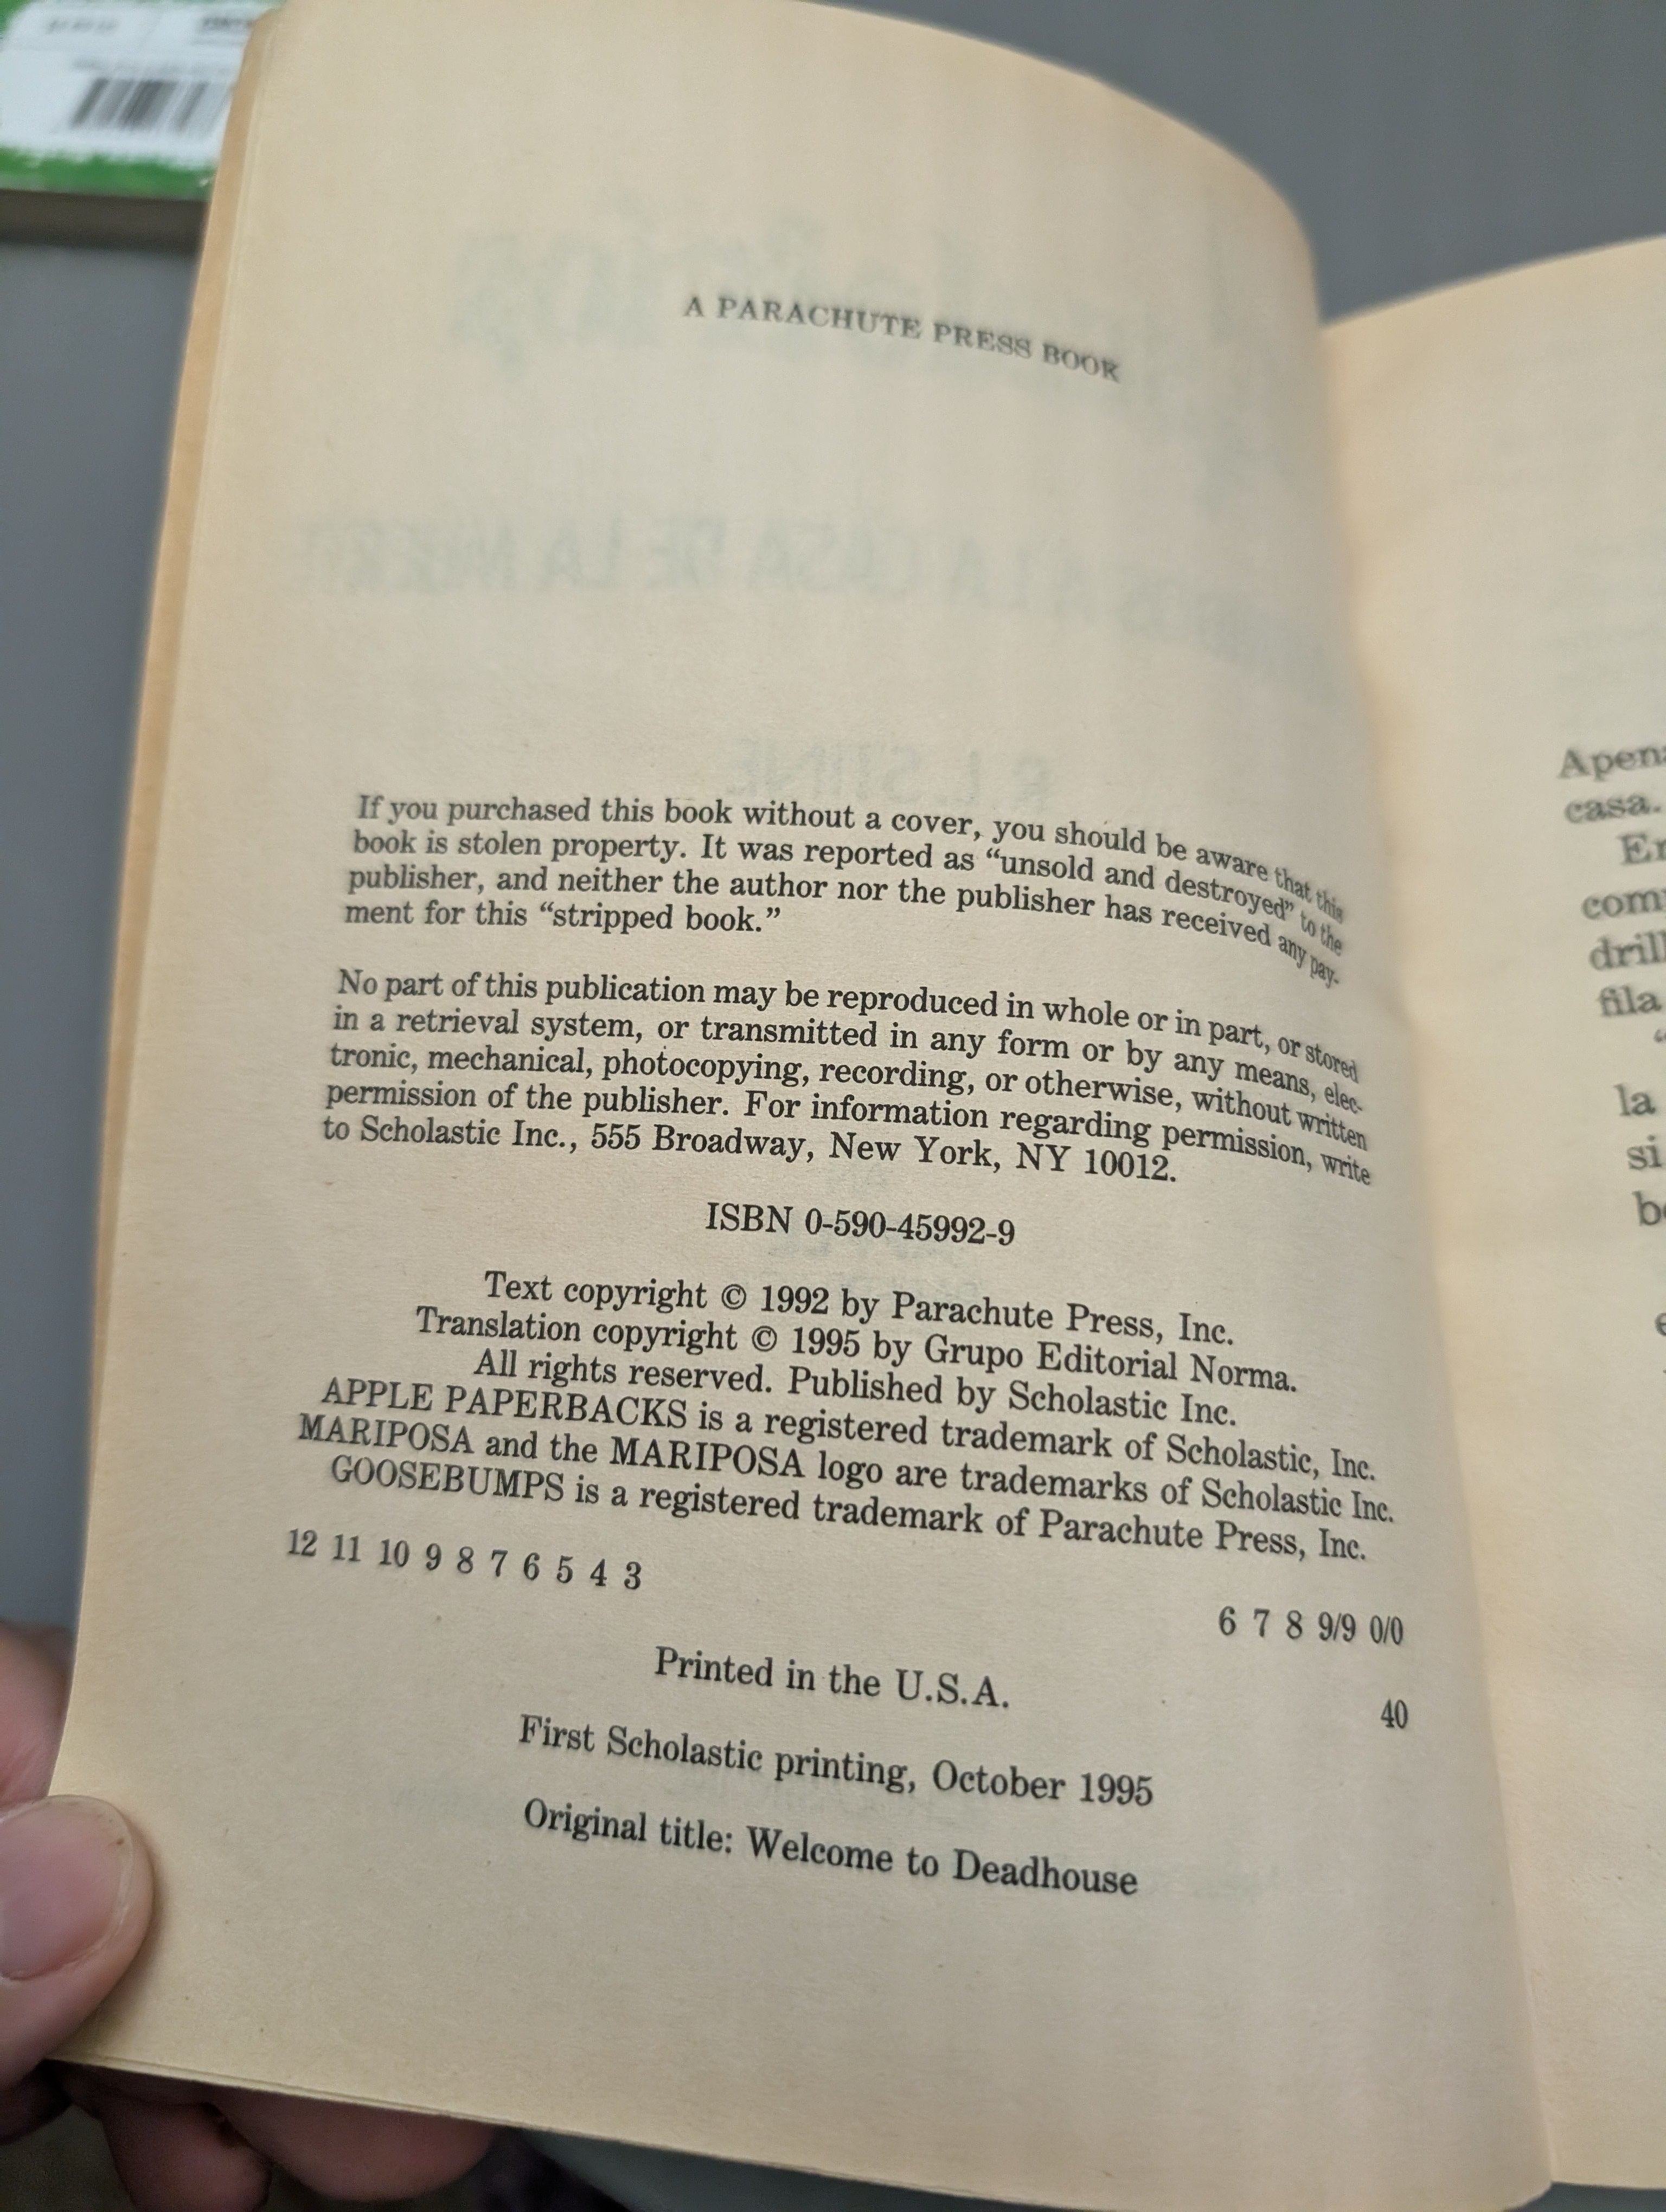 A PARACHUTE PRESS BOOK
If you purchased this book without a cover, you should be aware that this
book is stolen property. It was reported as “unsold and destroyed” to the
publisher, and neither the author nor the publisher has received any pay-
ment for this “stripped book.”
No part of this publication may be reproduced in whole or in part, or stored
in a retrieval system, or transmitted in any form or by any means, elec-
tronic, mechanical, photocopying, recording, or otherwise, without written
permission of the publisher. For information regarding permission, write
to Scholastic Inc., 555 Broadway, New York, NY 10012.
ISBN 0-590-45992-9
Text copyright © 1992 by Parachute Press, Inc.
Translation copyright © 1995 by Grupo Editorial Norma.
All rights reserved. Published by Scholastic Inc.
APPLE PAPERBACKS is a registered trademark of Scholastic, Inc.
MARIPOSA and the MARIPOSA logo are trademarks of Scholastic Inc.
GOOSEBUMPS is a registered trademark of Parachute Press, Inc.
12 11 10 9 8 7 6 5 4 3
6 7 8 9/9 0/0
Printed in the U.S.A.
40
First Scholastic printing, October 1995
Original title: Welcome to Deadhouse
casa.
fila
la
si